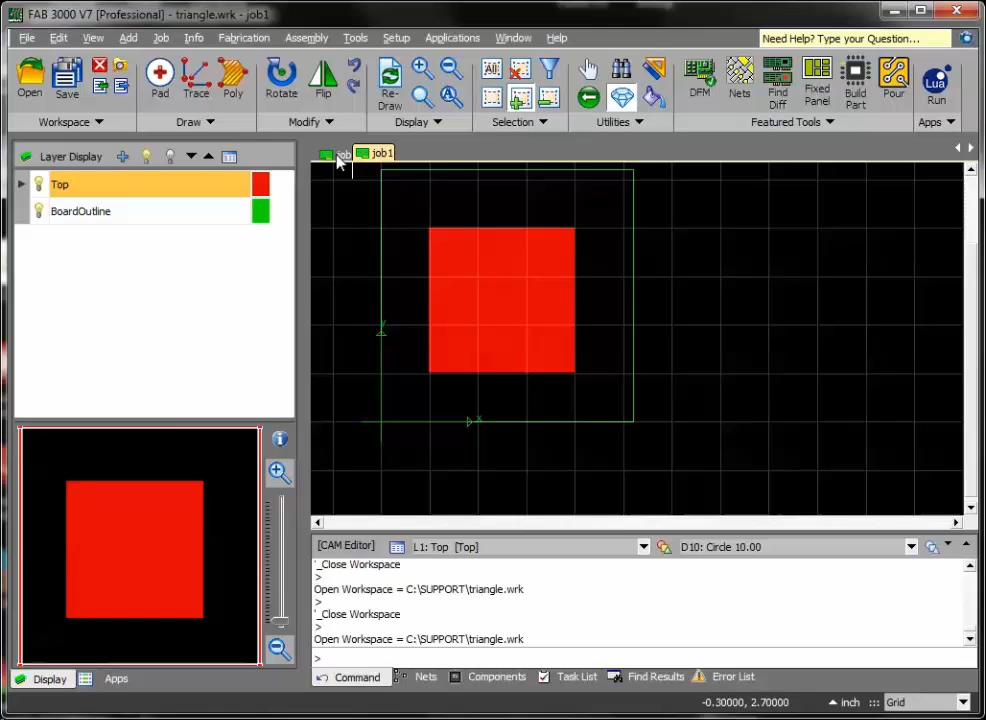 FAB 3000 V7 [Professional] - triangle.wrk - job1
File Edit View Add Job Info Fabrication Assembly Tools Setup Applications Window Help Need Help? Type your Question...
Open Save Pad Trace Poly Rotate Flip Re-Draw All DFM Nets Find Diff Fixed Panel Build Part Pour Lua Run
Workspace Draw Modify Display Selection Utilities Featured Tools Apps
Layer Display job job1
Top
BoardOutline
y
x
[CAM Editor] L1: Top [Top] D10: Circle 10.00
'_Close Workspace
>
Open Workspace = C:\SUPPORT\triangle.wrk
>
'_Close Workspace
>
Open Workspace = C:\SUPPORT\triangle.wrk
>
Display Apps Command Nets Components Task List Find Results Error List
-0.30000, 2.70000 inch Grid